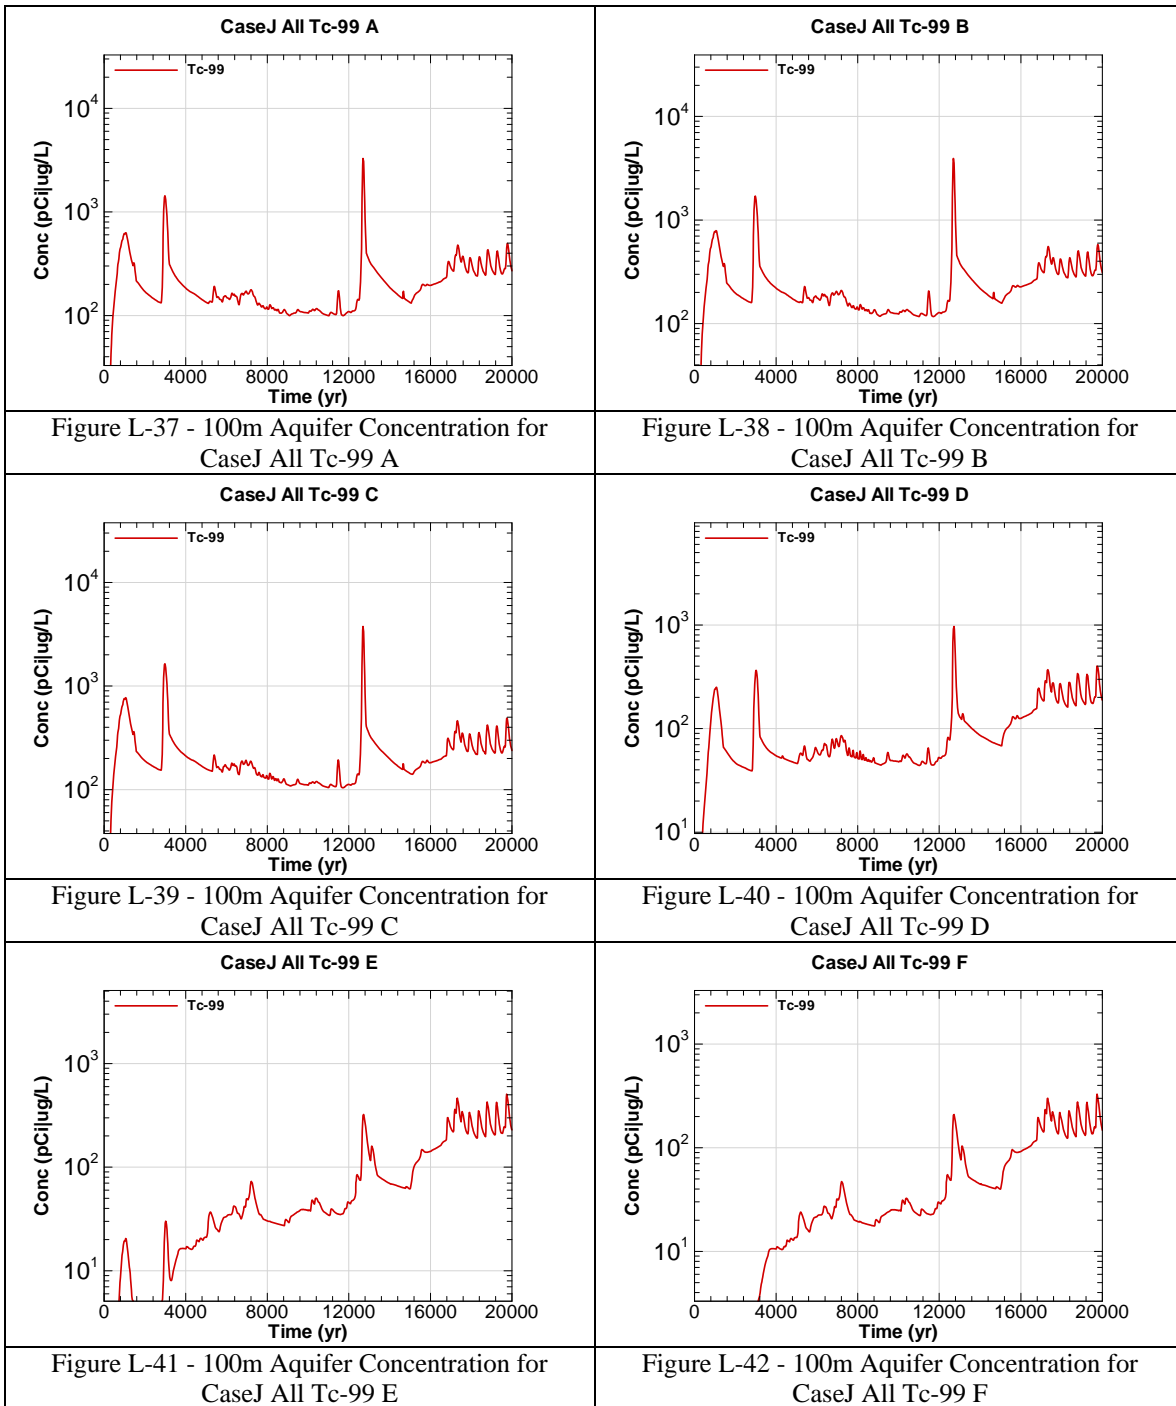 CaseJ All Tc-99 A
Tc-99
Conc (pCi|ug/L)
10^4
10^3
10^2
0 4000 8000 12000 16000 20000
Time (yr)
Figure L-37 - 100m Aquifer Concentration for
CaseJ All Tc-99 A
CaseJ All Tc-99 B
Tc-99
Conc (pCi|ug/L)
10^4
10^3
10^2
0 4000 8000 12000 16000 20000
Time (yr)
Figure L-38 - 100m Aquifer Concentration for
CaseJ All Tc-99 B
CaseJ All Tc-99 C
Tc-99
Conc (pCi|ug/L)
10^4
10^3
10^2
0 4000 8000 12000 16000 20000
Time (yr)
Figure L-39 - 100m Aquifer Concentration for
CaseJ All Tc-99 C
CaseJ All Tc-99 D
Tc-99
Conc (pCi|ug/L)
10^3
10^2
10^1
0 4000 8000 12000 16000 20000
Time (yr)
Figure L-40 - 100m Aquifer Concentration for
CaseJ All Tc-99 D
CaseJ All Tc-99 E
Tc-99
Conc (pCi|ug/L)
10^3
10^2
10^1
0 4000 8000 12000 16000 20000
Time (yr)
Figure L-41 - 100m Aquifer Concentration for
CaseJ All Tc-99 E
CaseJ All Tc-99 F
Tc-99
Conc (pCi|ug/L)
10^3
10^2
10^1
0 4000 8000 12000 16000 20000
Time (yr)
Figure L-42 - 100m Aquifer Concentration for
CaseJ All Tc-99 F